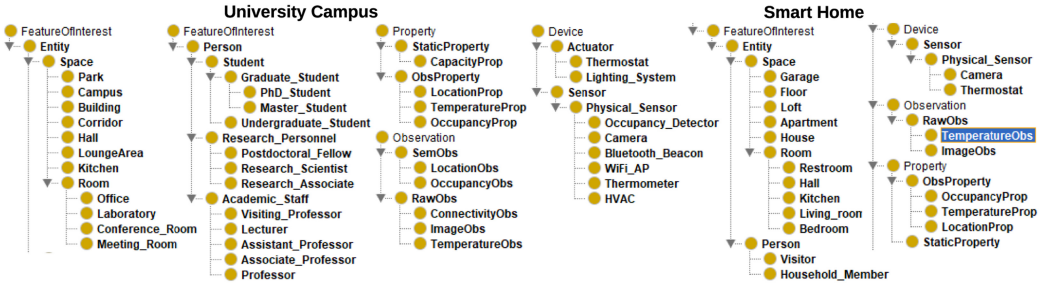 University Campus
FeatureOfInterest
Entity
Space
Park
Campus
Building
Corridor
Hall
LoungeArea
Kitchen
Room
Office
Laboratory
Conference_Room
Meeting_Room
FeatureOfInterest
Person
Student
Graduate_Student
PhD_Student
Master_Student
Undergraduate_Student
Research_Personnel
Postdoctoral_Fellow
Research_Scientist
Research_Associate
Academic_Staff
Visiting_Professor
Lecturer
Assistant_Professor
Associate_Professor
Professor
Property
StaticProperty
CapacityProp
ObsProperty
LocationProp
TemperatureProp
OccupancyProp
Observation
SemObs
LocationObs
OccupancyObs
RawObs
ConnectivityObs
ImageObs
TemperatureObs
Device
Actuator
Thermostat
Lighting_System
Sensor
Physical_Sensor
Occupancy_Detector
Camera
Bluetooth_Beacon
WiFi_AP
Thermometer
HVAC
Smart Home
FeatureOfInterest
Entity
Space
Garage
Floor
Loft
Apartment
House
Room
Restroom
Hall
Kitchen
Living_room
Bedroom
Person
Visitor
Household_Member
Device
Sensor
Physical_Sensor
Camera
Thermostat
Observation
RawObs
TemperatureObs
ImageObs
Property
ObsProperty
OccupancyProp
TemperatureProp
LocationProp
StaticProperty